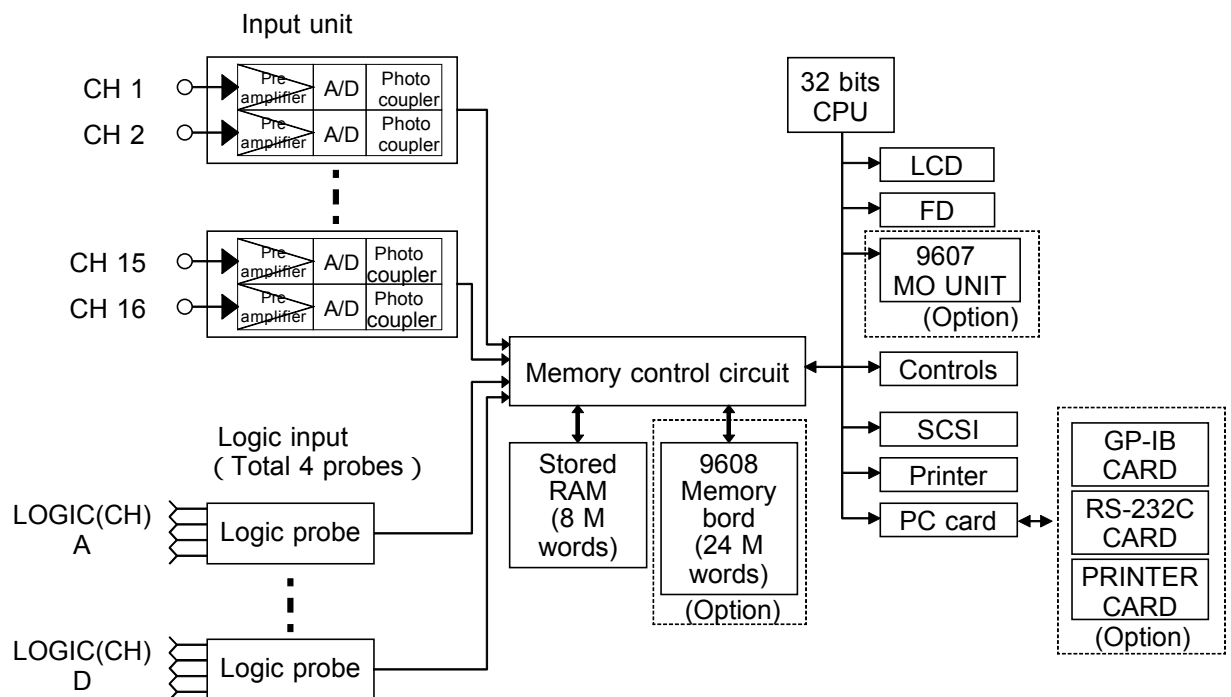 Input unit
CH 1
Pre
amplifier
A/D
Photo
coupler
CH 2
Pre
amplifier
A/D
Photo
coupler
CH 15
Pre
amplifier
A/D
Photo
coupler
CH 16
Pre
amplifier
A/D
Photo
coupler
Logic input
( Total 4 probes )
LOGIC(CH)
A
Logic probe
LOGIC(CH)
D
Logic probe
Memory control circuit
Stored
RAM
(8 M
words)
9608
Memory
bord
(24 M
words)
(Option)
32 bits
CPU
LCD
FD
9607
MO UNIT
(Option)
Controls
SCSI
Printer
PC card
GP-IB
CARD
RS-232C
CARD
PRINTER
CARD
(Option)